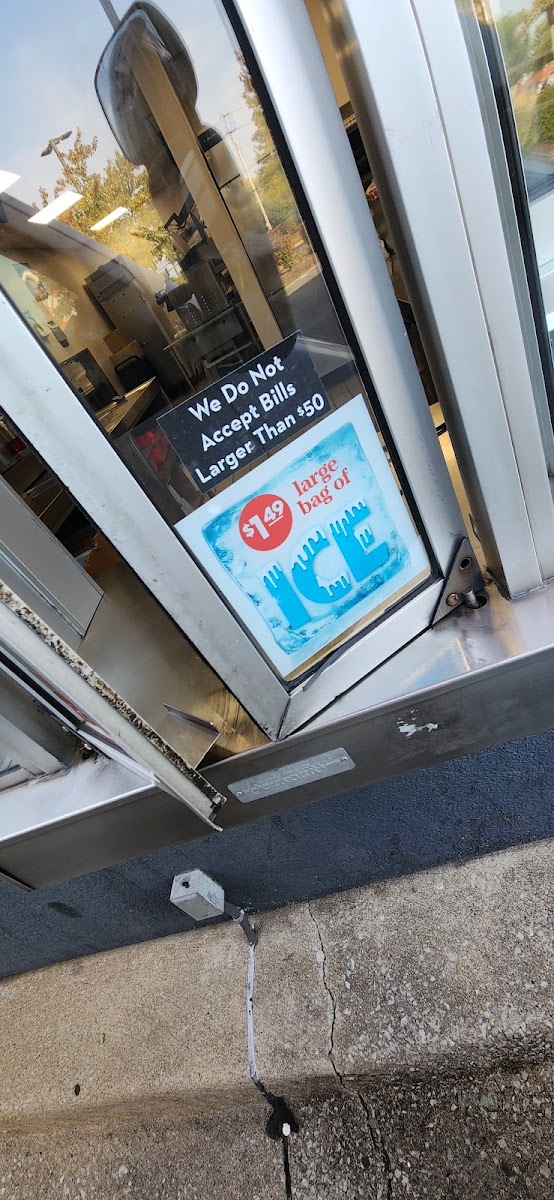 We Do Not
Accept Bills
Larger Than $50
$1.49
large
bag of
ICE